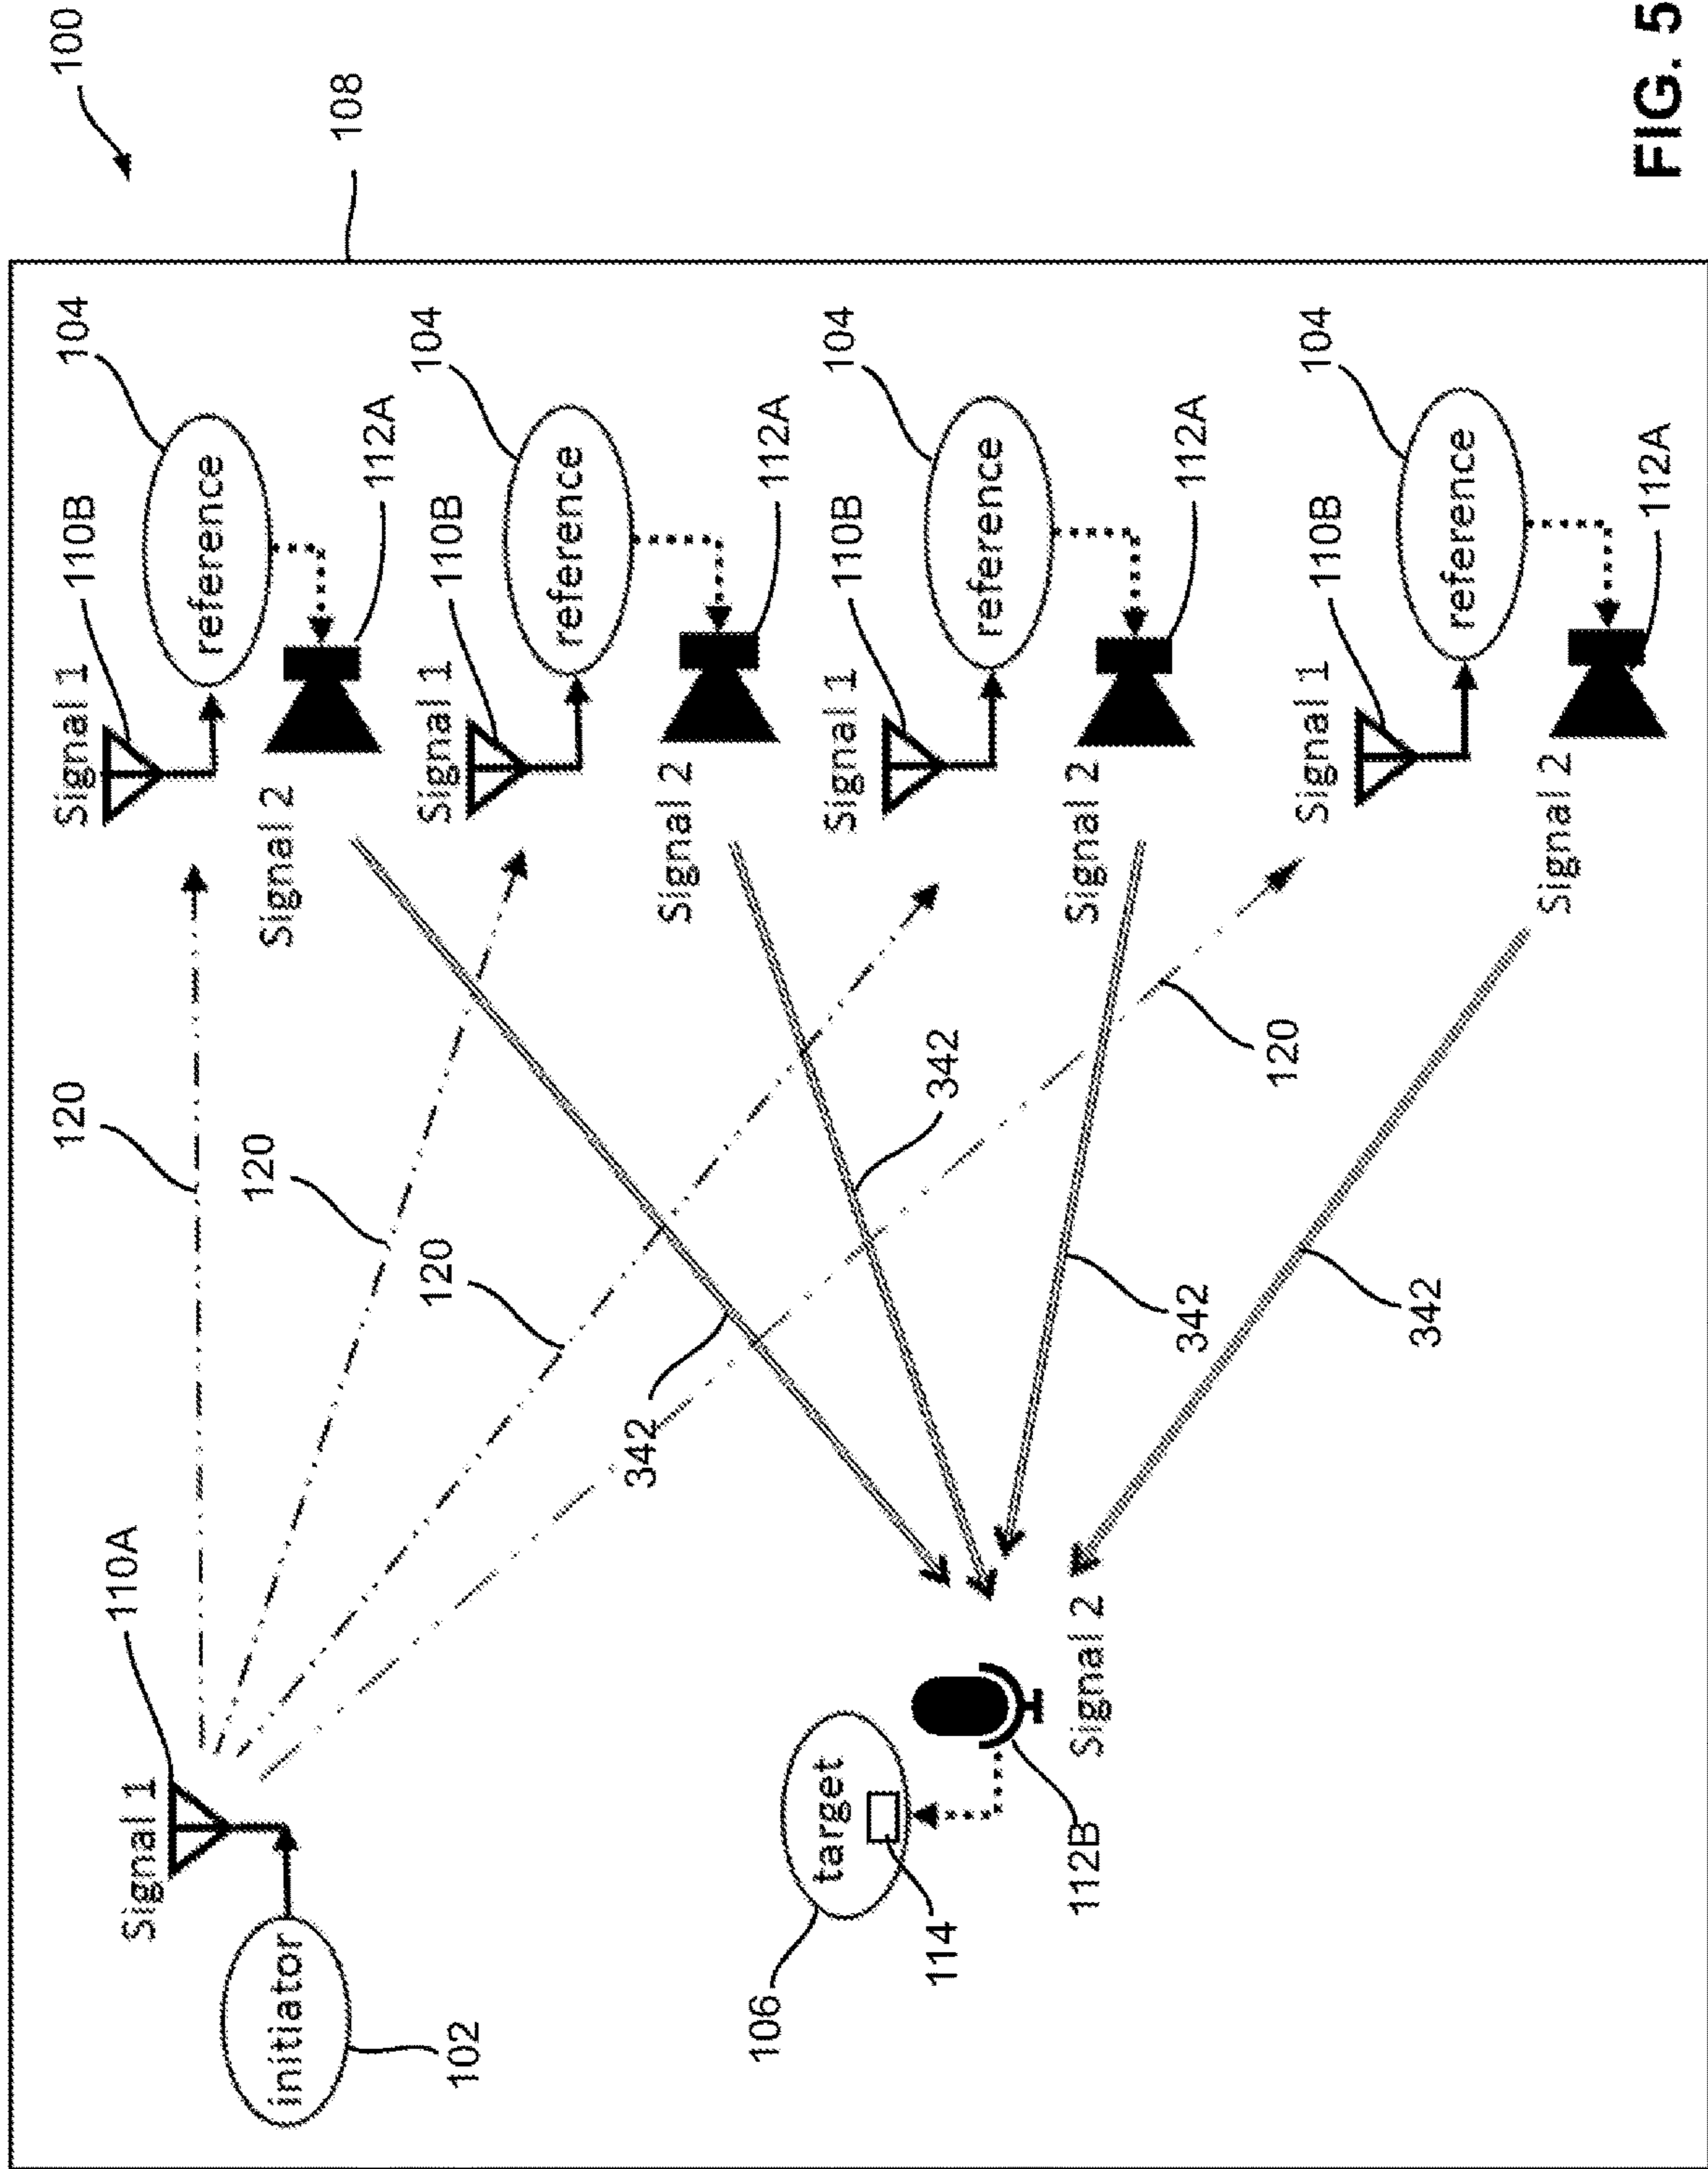 100
108
Signal 1
110A
initiator
102
120
120
120
120
Signal 1
110B
104
reference
Signal 2
112A
Signal 1
110B
104
reference
Signal 2
112A
Signal 1
110B
104
reference
Signal 2
112A
Signal 1
110B
104
reference
Signal 2
112A
342
342
342
342
106
target
114
112B
Signal 2
FIG. 5